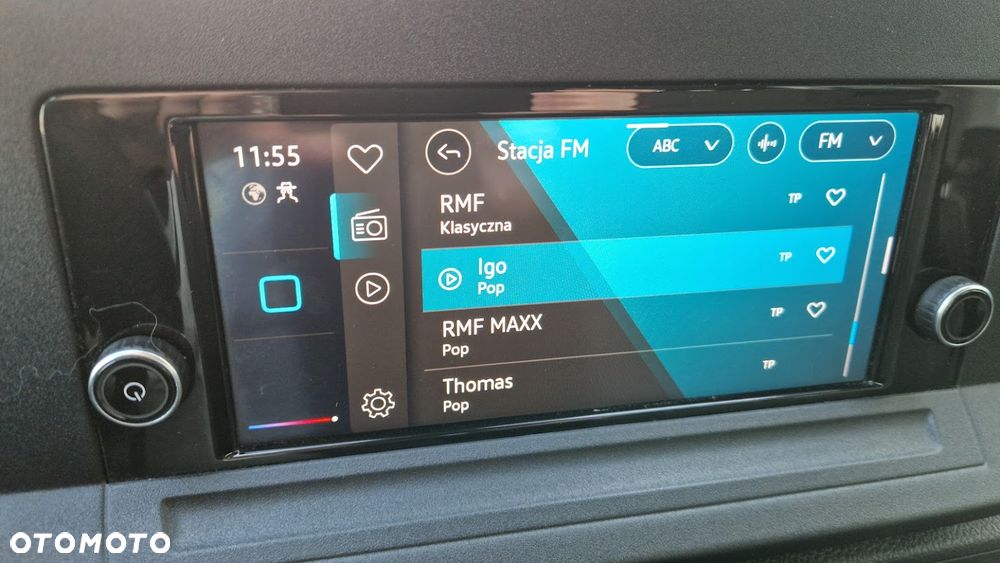 11:55
Stacja FM
ABC
FM
RMF
Klasyczna
TP
Igo
Pop
TP
RMF MAXX
Pop
TP
Thomas
Pop
TP
OTOMOTO